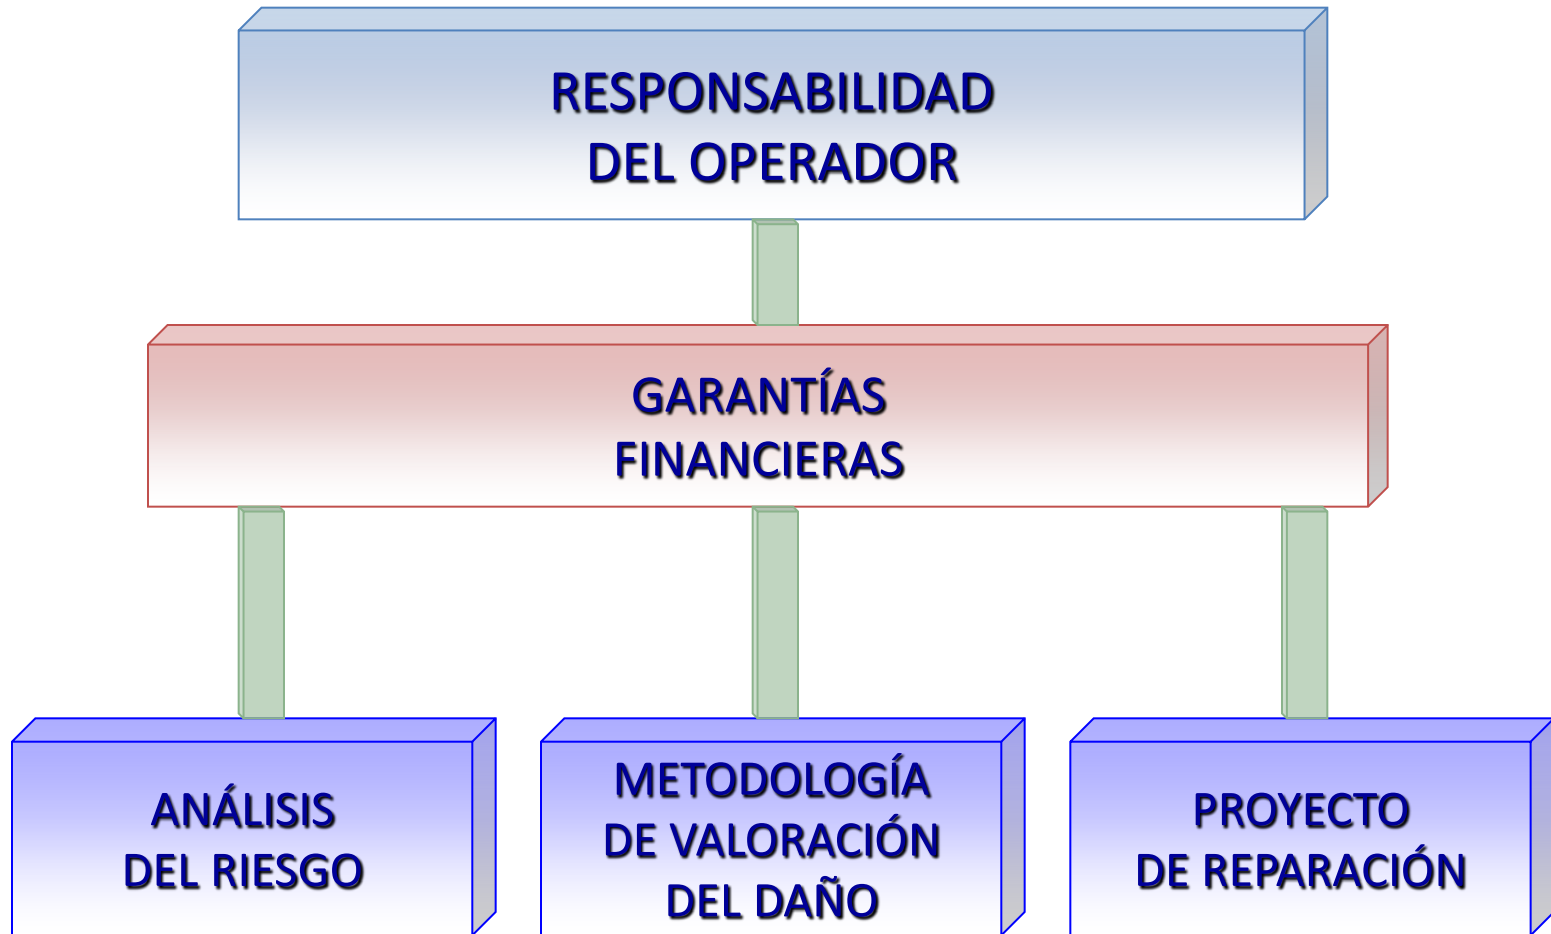 RESPONSABILIDAD
DEL OPERADOR
GARANTÍAS
FINANCIERAS
ANÁLISIS
DEL RIESGO
METODOLOGÍA
DE VALORACIÓN
DEL DAÑO
PROYECTO
DE REPARACIÓN